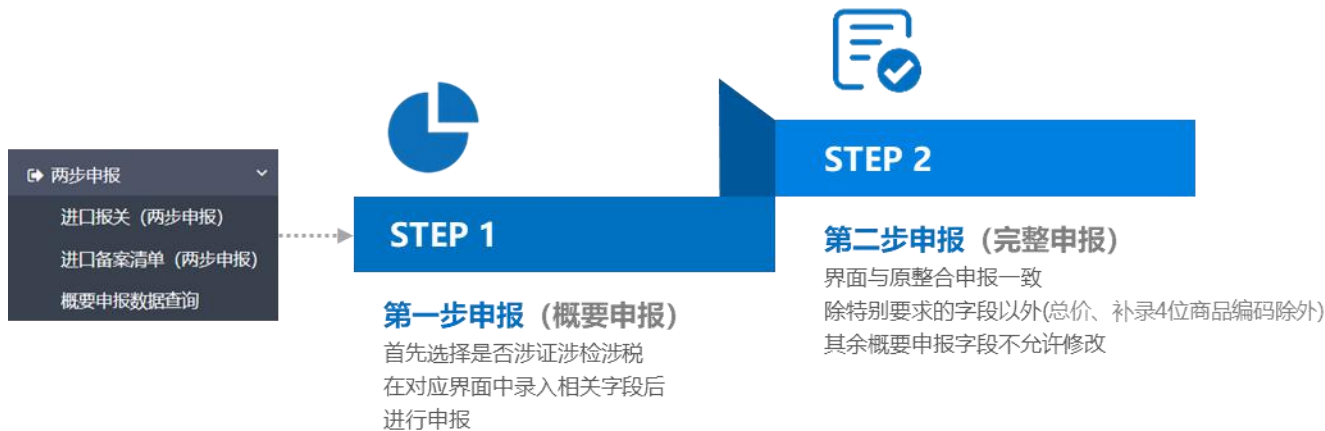 两步申报
进口报关（两步申报）
进口备案清单（两步申报）
概要申报数据查询
STEP 1
第一步申报（概要申报）
首先选择是否涉证涉检涉税
在对应界面中录入相关字段后
进行申报
STEP 2
第二步申报（完整申报）
界面与原整合申报一致
除特别要求的字段以外(总价、补录4位商品编码除外)
其余概要申报字段不允许修改